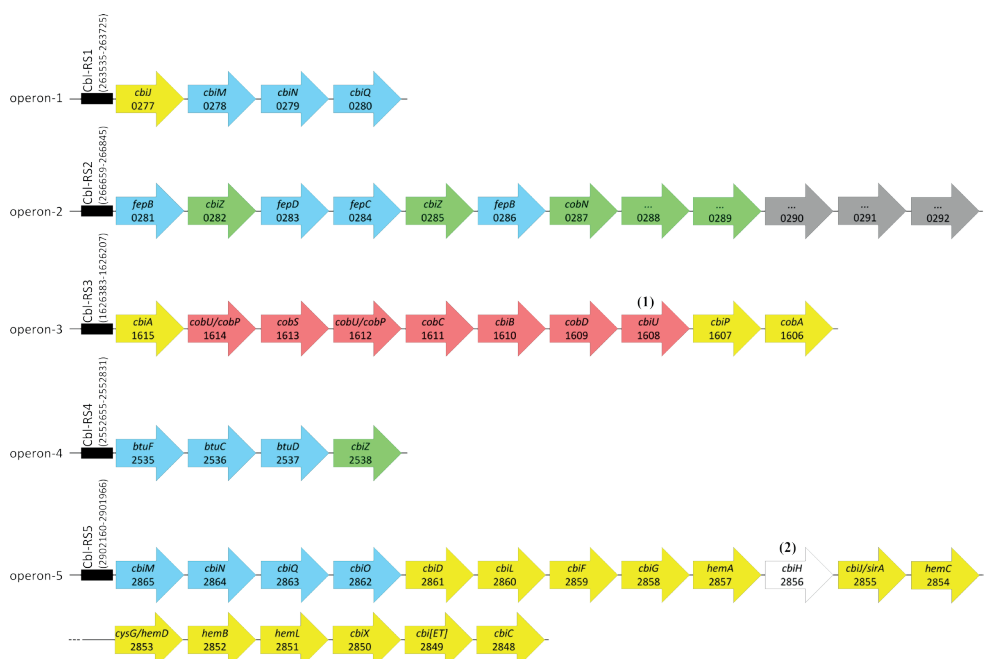 Cbl-RS1
(263535-263725)
operon-1
cbiJ
0277
cbiM
0278
cbiN
0279
cbiQ
0280
Cbl-RS2
(266659-266845)
operon-2
fepB
0281
cbiZ
0282
fepD
0283
fepC
0284
cbiZ
0285
fepB
0286
cobN
0287
...
0288
...
0289
...
0290
...
0291
...
0292
Cbl-RS3
(1626383-1626207)
operon-3
cbiA
1615
cobU/cobP
1614
cobS
1613
cobU/cobP
1612
cobC
1611
cbiB
1610
cobD
1609
(1)
cbiU
1608
cbiP
1607
cobA
1606
Cbl-RS4
(2552655-2552831)
operon-4
btuF
2535
btuC
2536
btuD
2537
cbiZ
2538
Cbl-RS5
(2902160-2901966)
operon-5
cbiM
2865
cbiN
2864
cbiQ
2863
cbiO
2862
cbiD
2861
cbiL
2860
cbiF
2859
cbiG
2858
hemA
2857
(2)
cbiH
2856
cbiJ/sirA
2855
hemC
2854
cysG/hemD
2853
hemB
2852
hemL
2851
cbiX
2850
cbi[ET]
2849
cbiC
2848